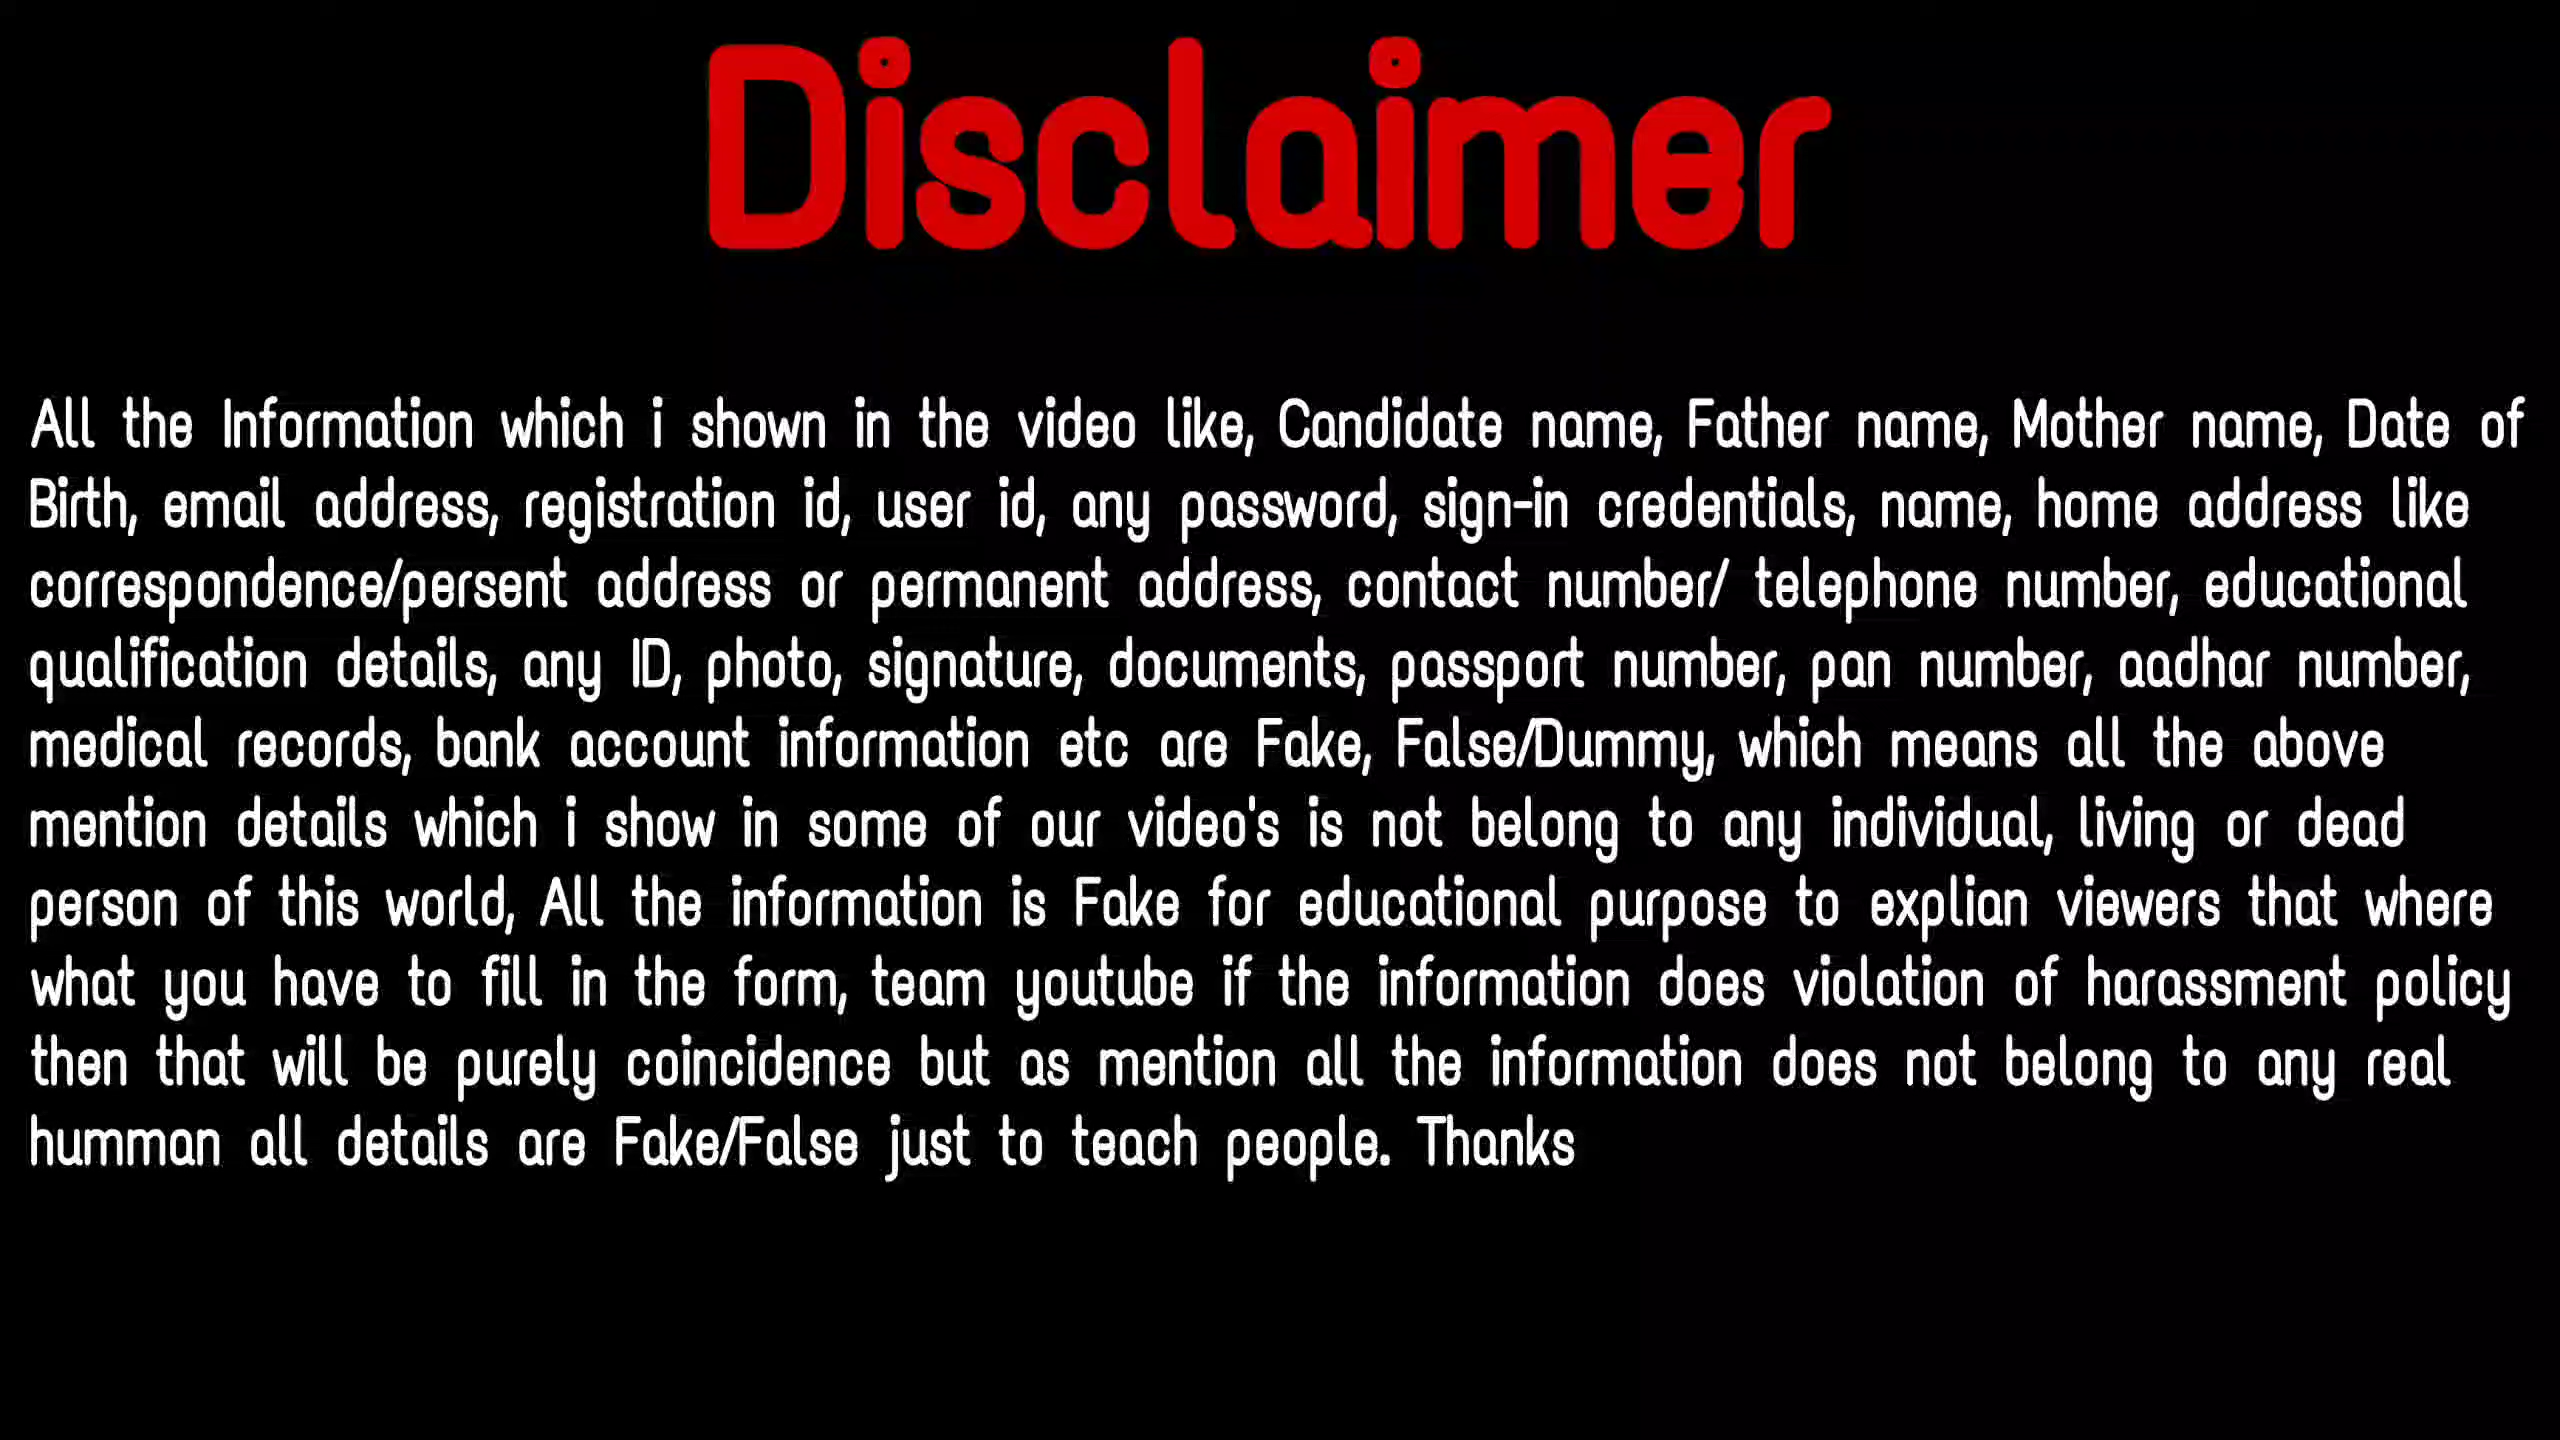 Disclaimer
All the Information which i shown in the video like, Candidate name, Father name, Mother name, Date of
Birth, email address, registration id, user id, any password, sign-in credentials, name, home address like
correspondence/persent address or permanent address, contact number/ telephone number, educational
qualification details, any ID, photo, signature, documents, passport number, pan number, aadhar number,
medical records, bank account information etc are Fake, False/Dummy, which means all the above
mention details which i show in some of our video's is not belong to any individual, living or dead
person of this world, All the information is Fake for educational purpose to explian viewers that where
what you have to fill in the form, team youtube if the information does violation of harassment policy
then that will be purely coincidence but as mention all the information does not belong to any real
humman all details are Fake/False just to teach people. Thanks